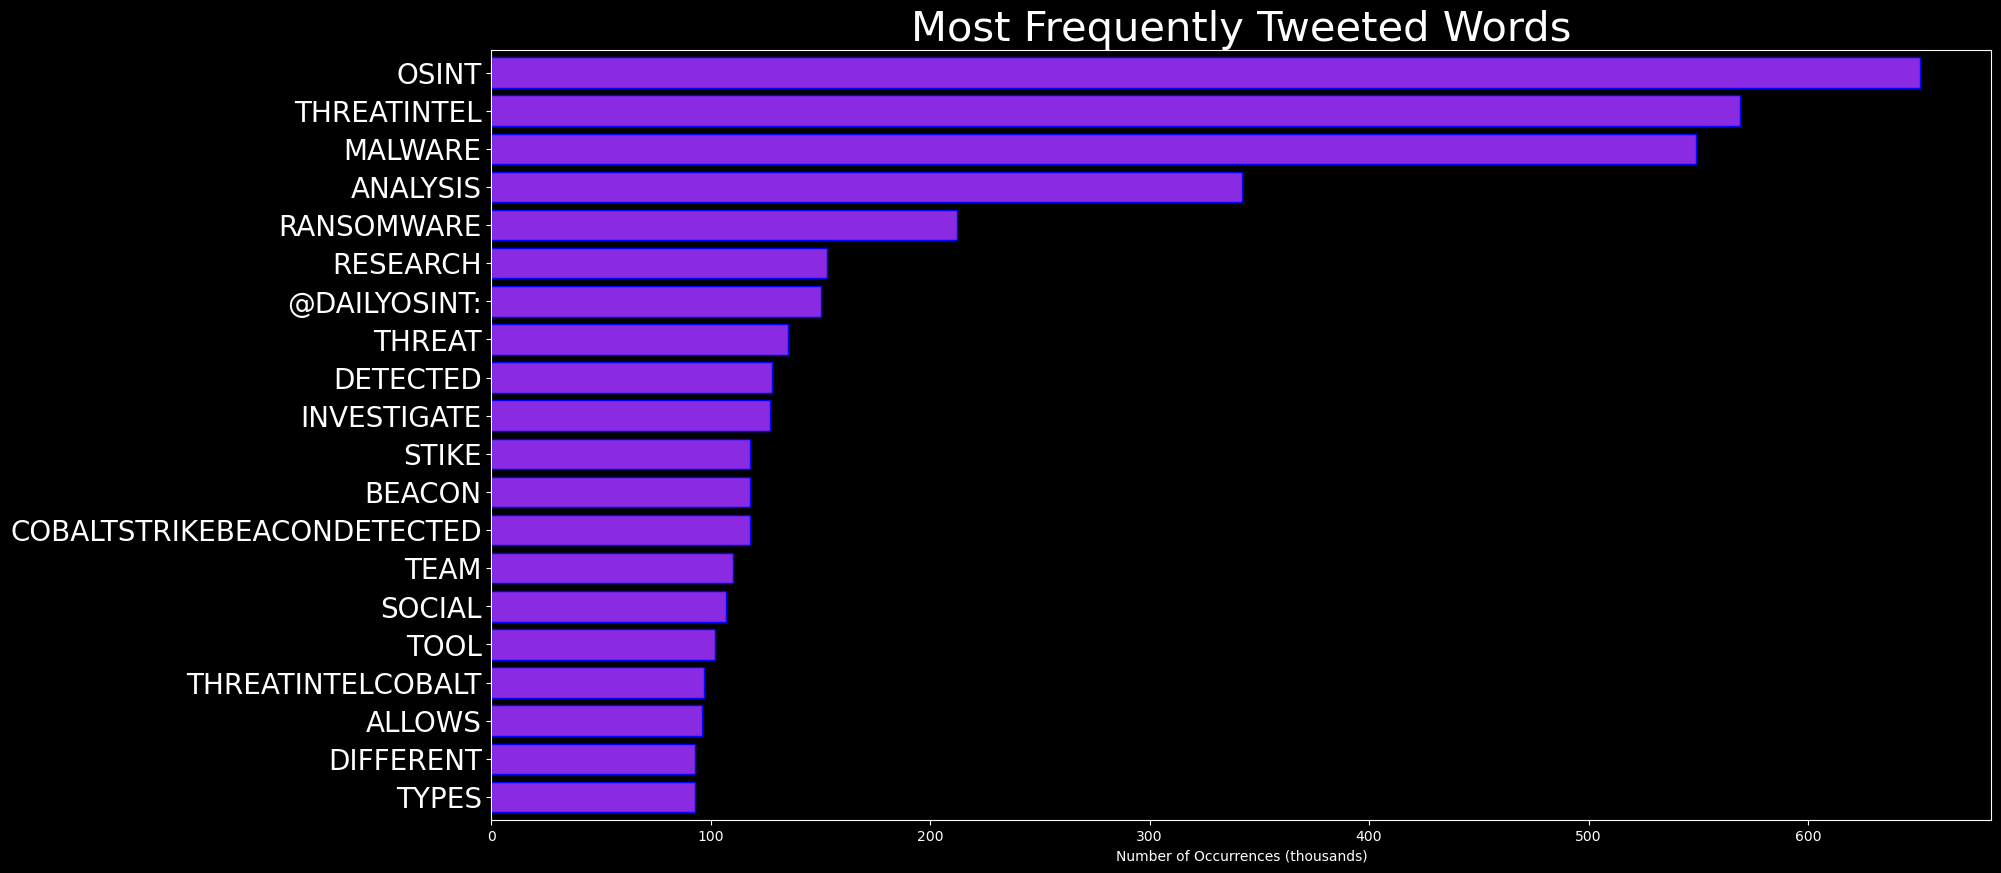 Most Frequently Tweeted Words
OSINT
THREATINTEL
MALWARE
ANALYSIS
RANSOMWARE
RESEARCH
@DAILYOSINT:
THREAT
DETECTED
INVESTIGATE
STIKE
BEACON
COBALTSTRIKEBEACONDETECTED
TEAM
SOCIAL
TOOL
THREATINTELCOBALT
ALLOWS
DIFFERENT
TYPES
0 100 200 300 400 500 600
Number of Occurrences (thousands)